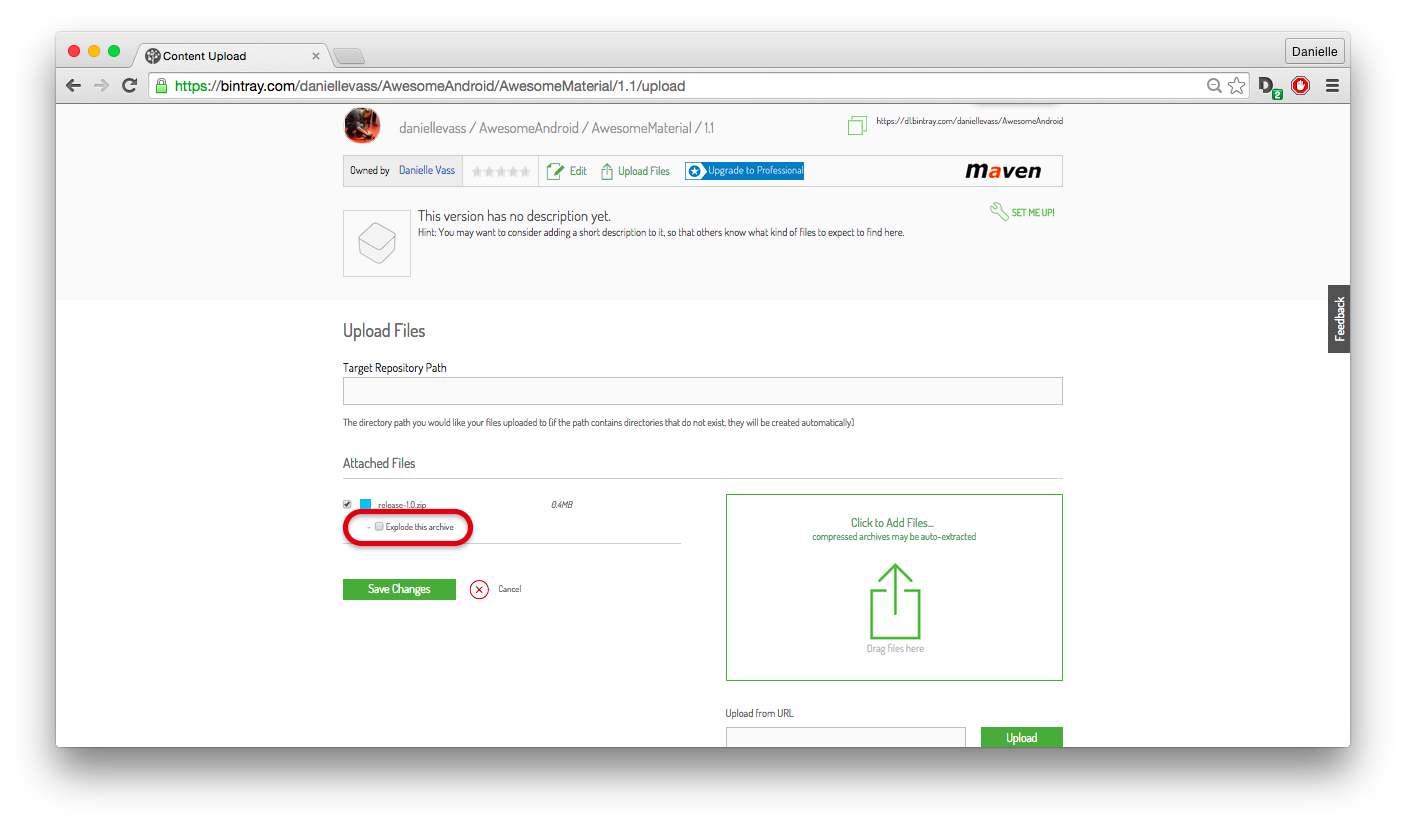 Content Upload
Danielle
https://bintray.com/daniellevass/AwesomeAndroid/AwesomeMaterial/1.1/upload
2
daniellevass / AwesomeAndroid / AwesomeMaterial / 1.1
https://dl.bintray.com/daniellevass/AwesomeAndroid
Owned by Danielle Vass
Edit
Upload Files
Upgrade to Professional
maven
This version has no description yet.
SET ME UP!
Hint: You may want to consider adding a short description to it, so that others know what kind of files to expect to find here.
Feedback
Upload Files
Target Repository Path
The directory path you would like your files uploaded to (if the path contains directories that do not exist, they will be created automatically)
Attached Files
release-1.0.zip 0.4MB
- Explode this archive
Click to Add Files...
compressed archives may be auto-extracted
Drag files here
Save Changes
Cancel
Upload from URL
Upload